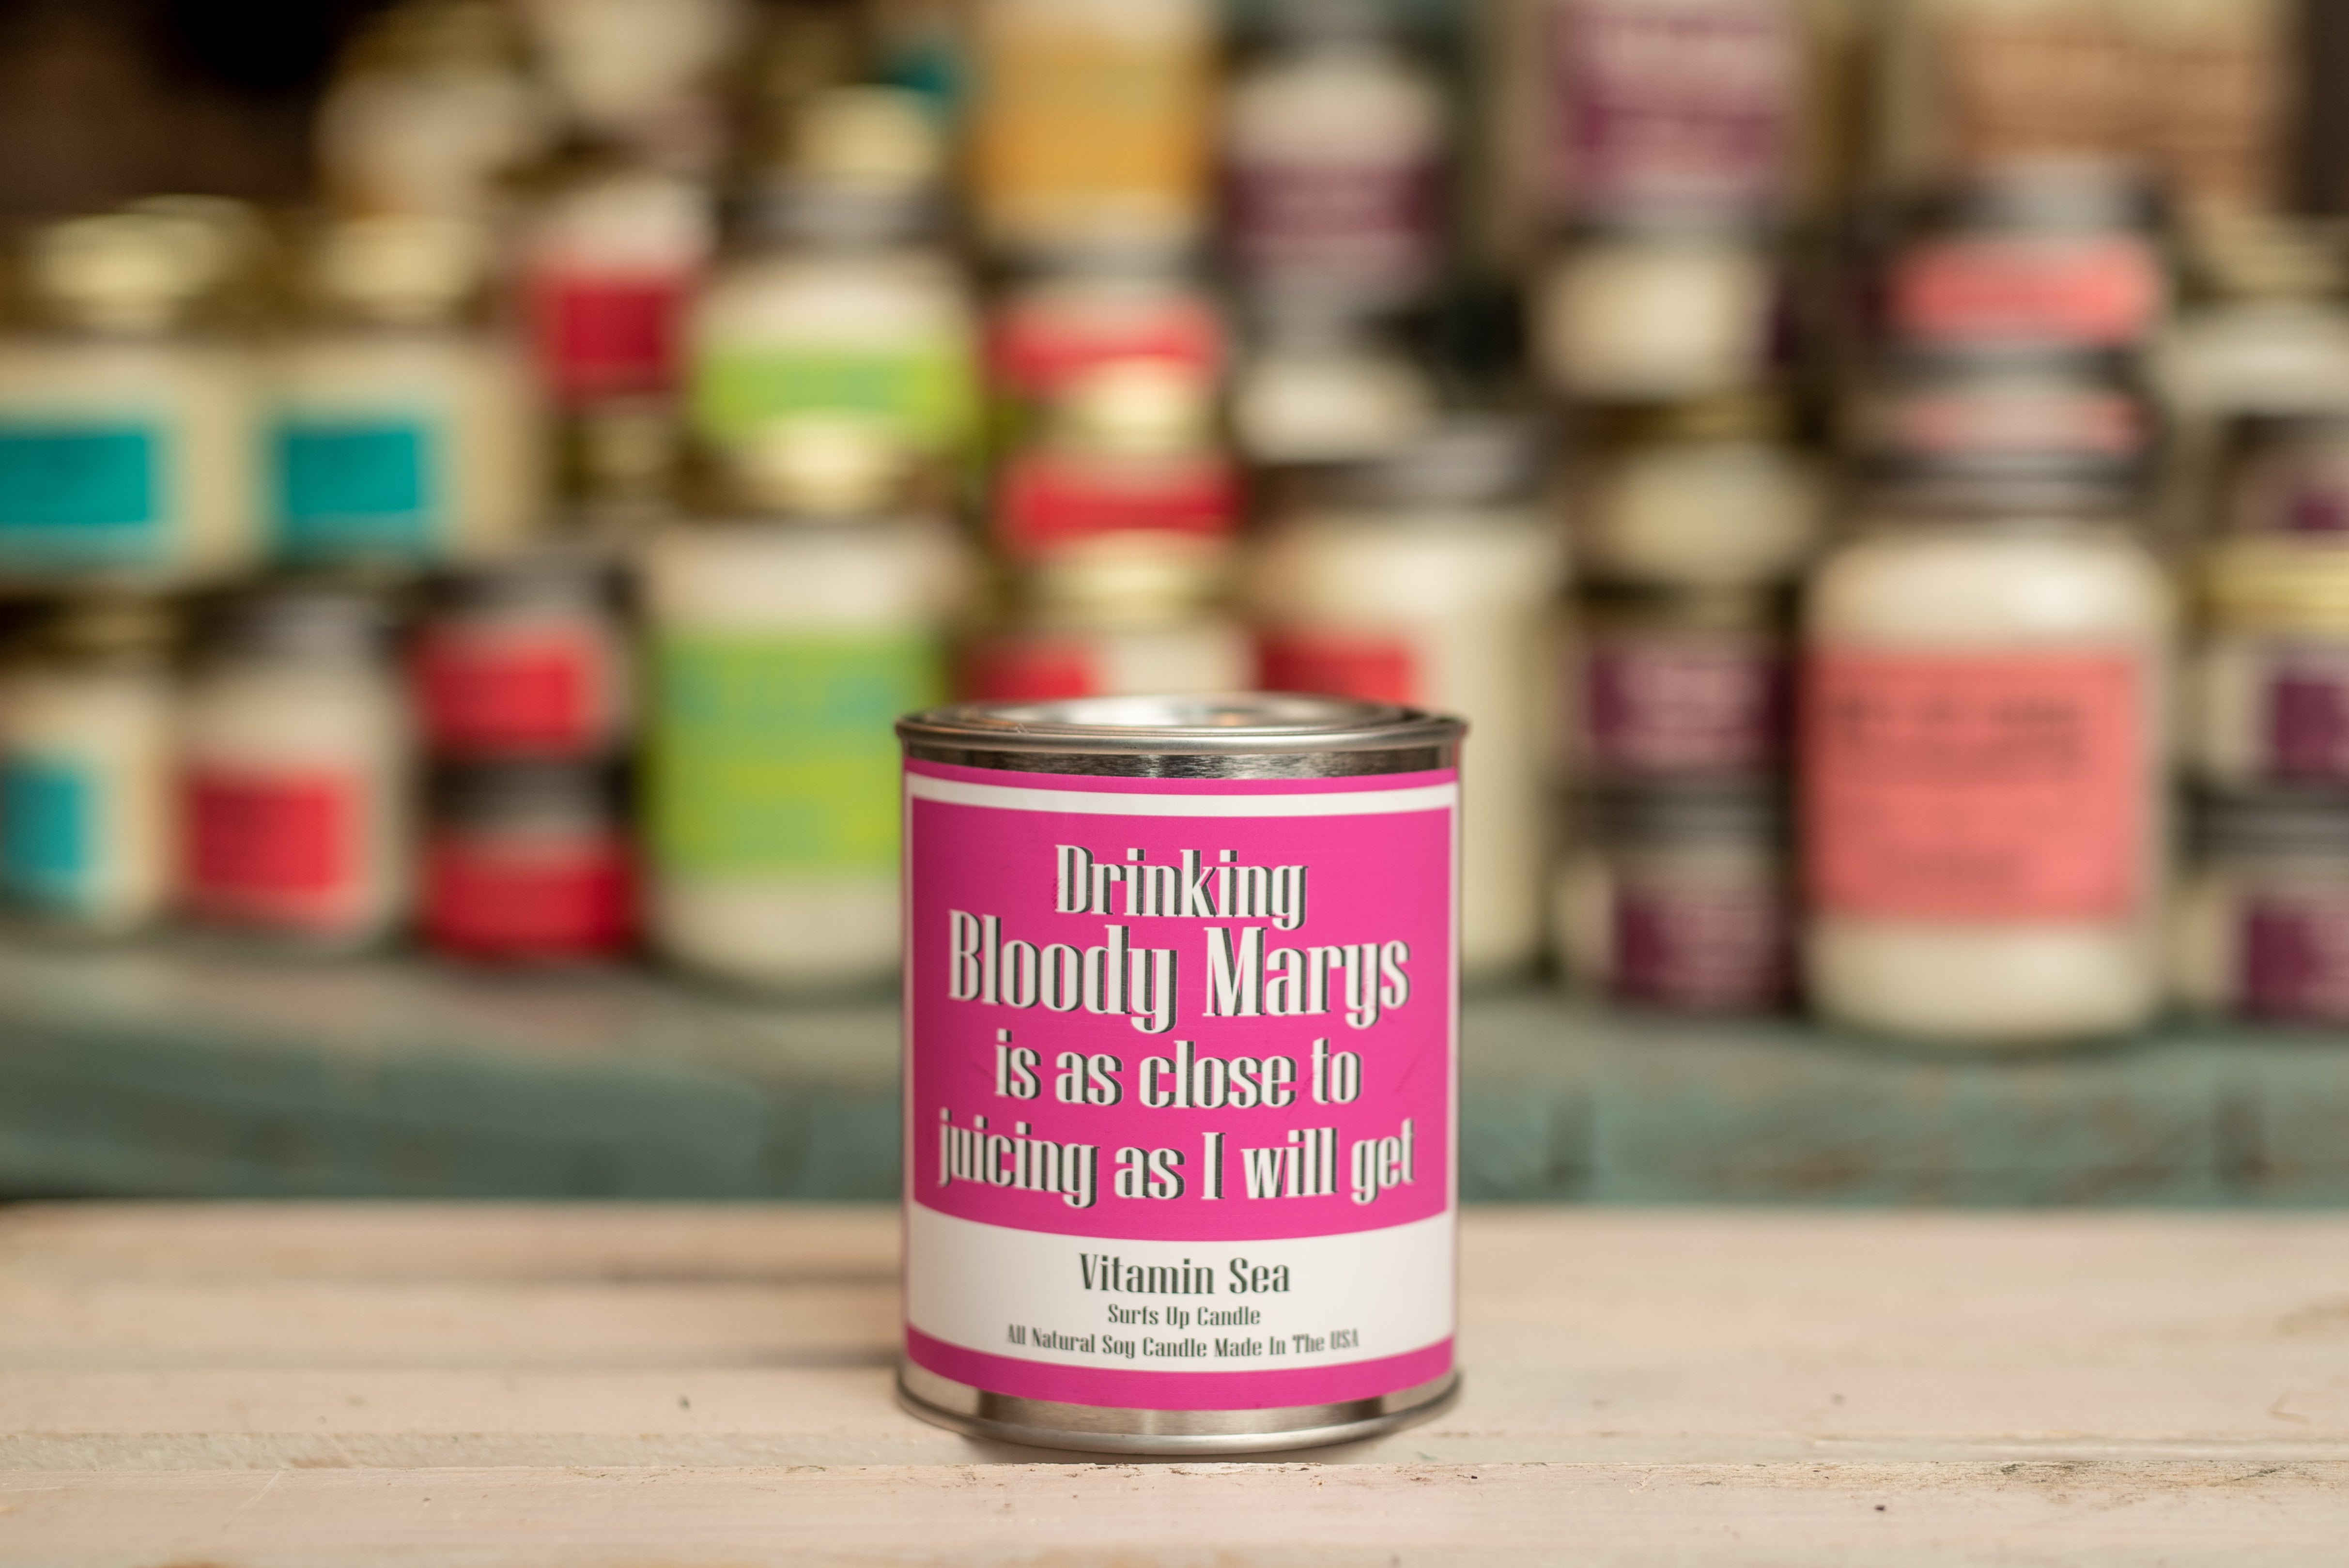 Drinking
Bloody Marys
is as close to
juicing as I will get
Vitamin Sea
Surfs Up Candle
All Natural Soy Candle Made In The USA